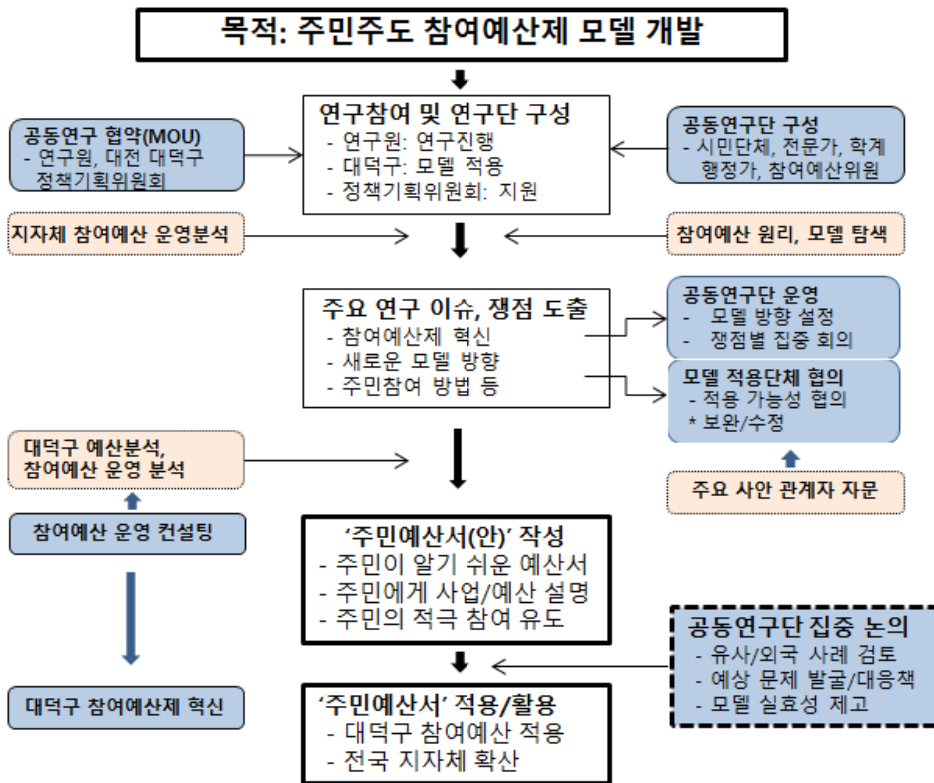 목적: 주민주도 참여예산제 모델 개발
연구참여 및 연구단 구성
- 연구원: 연구진행
- 대덕구: 모델 적용
- 정책기획위원회: 지원
공동연구 협약(MOU)
- 연구원, 대전 대덕구
정책기획위원회
공동연구단 구성
- 시민단체, 전문가, 학계
행정가, 참여예산위원
지자체 참여예산 운영분석
참여예산 원리, 모델 탐색
주요 연구 이슈, 쟁점 도출
- 참여예산제 혁신
- 새로운 모델 방향
- 주민참여 방법 등
공동연구단 운영
- 모델 방향 설정
- 쟁점별 집중 회의
모델 적용단체 협의
- 적용 가능성 협의
* 보완/수정
대덕구 예산분석,
참여예산 운영 분석
주요 사안 관계자 자문
참여예산 운영 컨설팅
‘주민예산서(안)’ 작성
- 주민이 알기 쉬운 예산서
- 주민에게 사업/예산 설명
- 주민의 적극 참여 유도
공동연구단 집중 논의
- 유사/외국 사례 검토
- 예상 문제 발굴/대응책
- 모델 실효성 제고
대덕구 참여예산제 혁신
‘주민예산서’ 적용/활용
- 대덕구 참여예산 적용
- 전국 지자체 확산